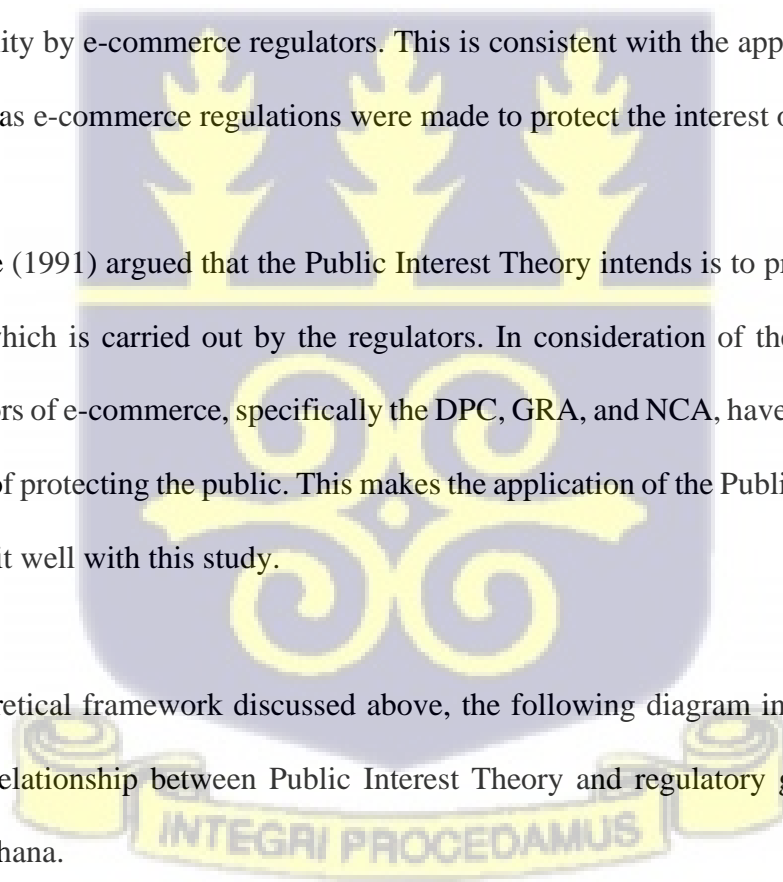 ity by e-commerce regulators. This is consistent with the app
as e-commerce regulations were made to protect the interest o
e (1991) argued that the Public Interest Theory intends is to pr
which is carried out by the regulators. In consideration of the
ors of e-commerce, specifically the DPC, GRA, and NCA, have
of protecting the public. This makes the application of the Publi
it well with this study.
retical framework discussed above, the following diagram in
relationship between Public Interest Theory and regulatory g
hana.
INTEGRI PROCEDAMUS